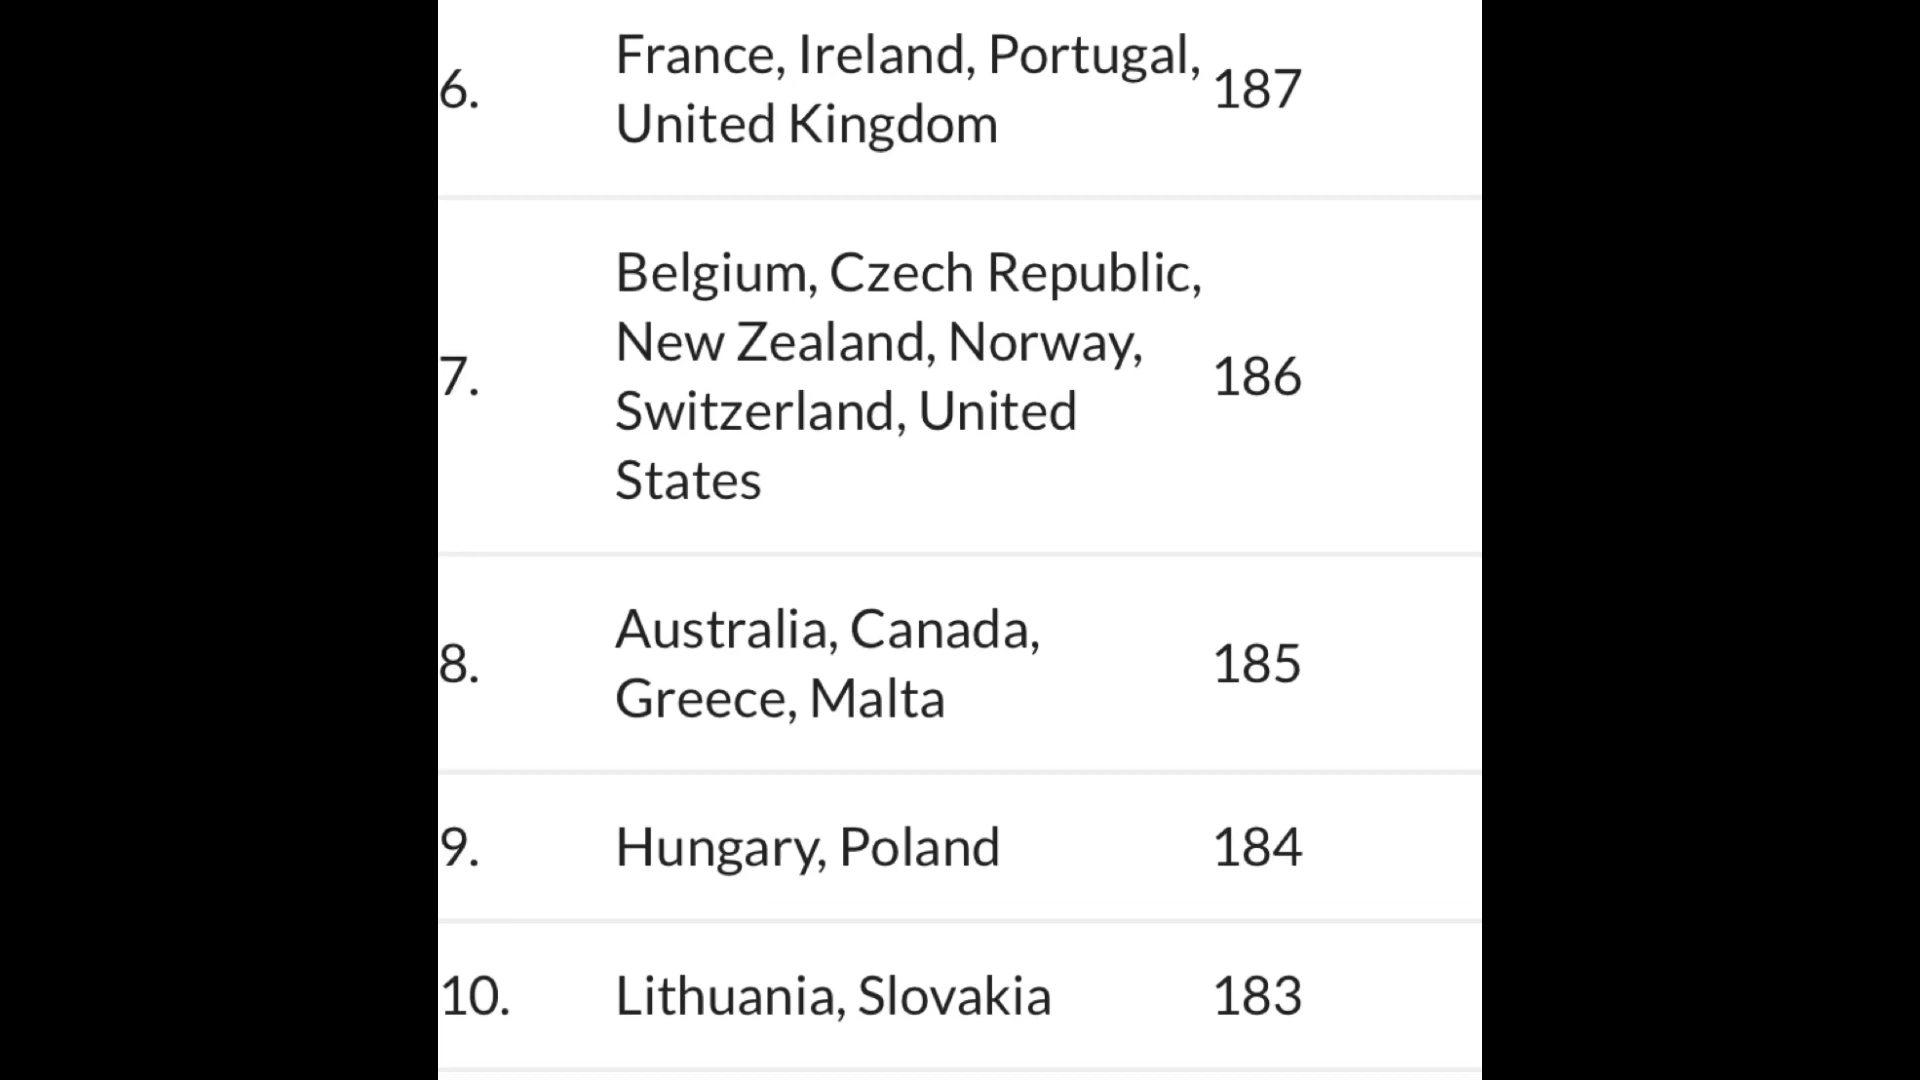 6.
France, Ireland, Portugal,
United Kingdom
187
7.
Belgium, Czech Republic,
New Zealand, Norway,
Switzerland, United
States
186
8.
Australia, Canada,
Greece, Malta
185
9.
Hungary, Poland
184
10.
Lithuania, Slovakia
183